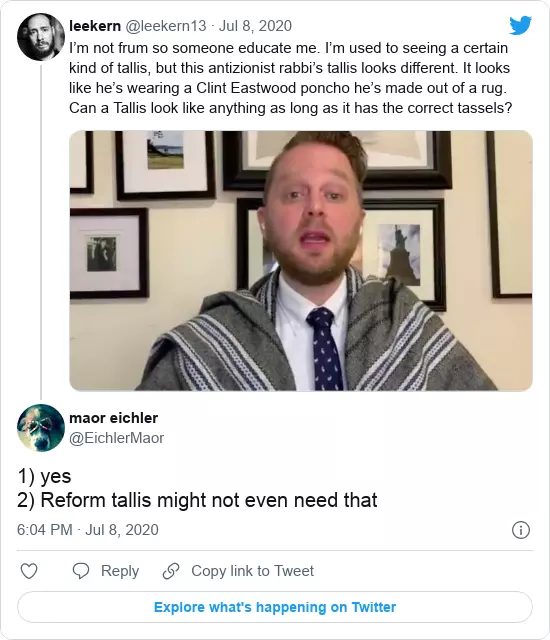 leekern @leekern13 · Jul 8, 2020
I’m not frum so someone educate me. I’m used to seeing a certain
kind of tallis, but this antizionist rabbi’s tallis looks different. It looks
like he’s wearing a Clint Eastwood poncho he’s made out of a rug.
Can a Tallis look like anything as long as it has the correct tassels?
maor eichler
@EichlerMaor
1) yes
2) Reform tallis might not even need that
6:04 PM · Jul 8, 2020
Reply
Copy link to Tweet
Explore what's happening on Twitter